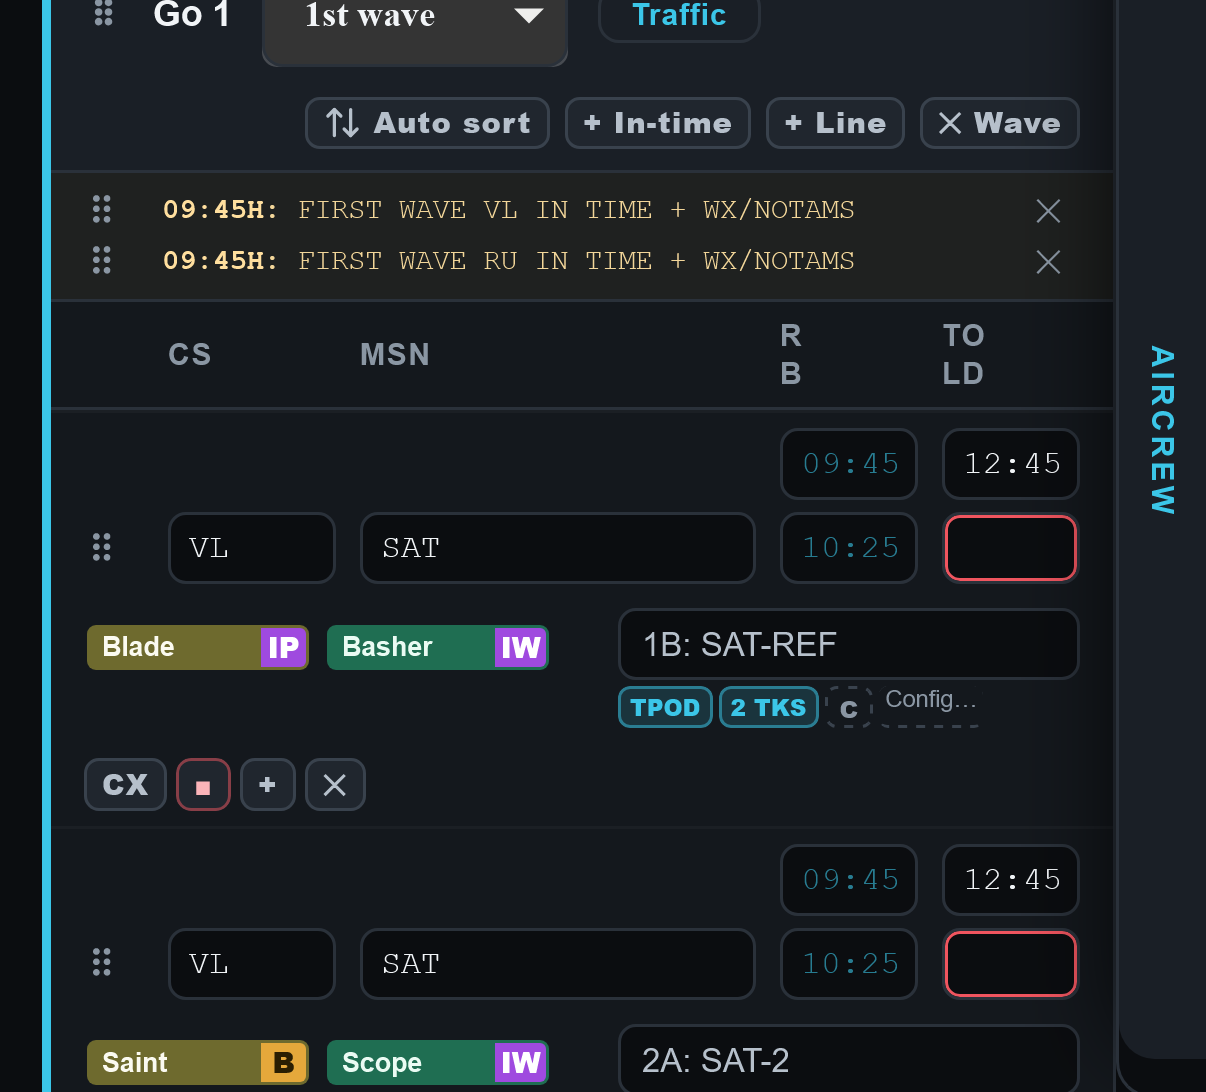 Go 1 1st wave Traffic
Auto sort + In-time + Line × Wave
09:45H: FIRST WAVE VL IN TIME + WX/NOTAMS ×
09:45H: FIRST WAVE RU IN TIME + WX/NOTAMS ×
CS MSN R TO
B LD
09:45 12:45
VL SAT 10:25
Blade IP Basher IW 1B: SAT-REF
TPOD 2 TKS C Config…
CX + ×
09:45 12:45
VL SAT 10:25
Saint B Scope IW 2A: SAT-2
AIRCREW